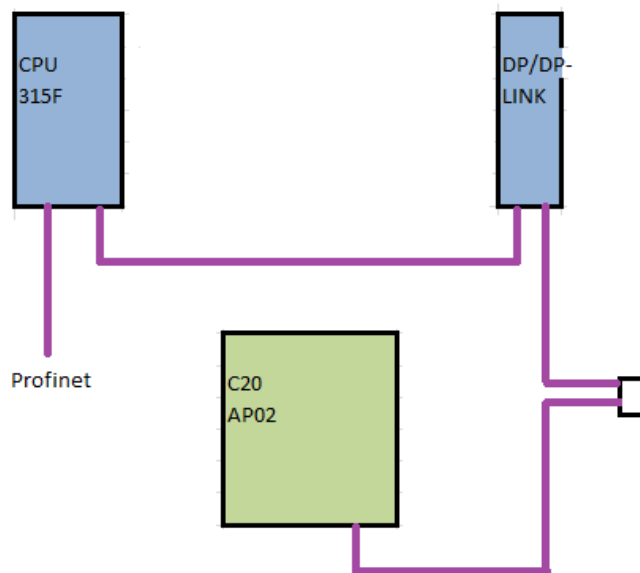 CPU
315F
DP/DP-
LINK
Profinet
C20
AP02